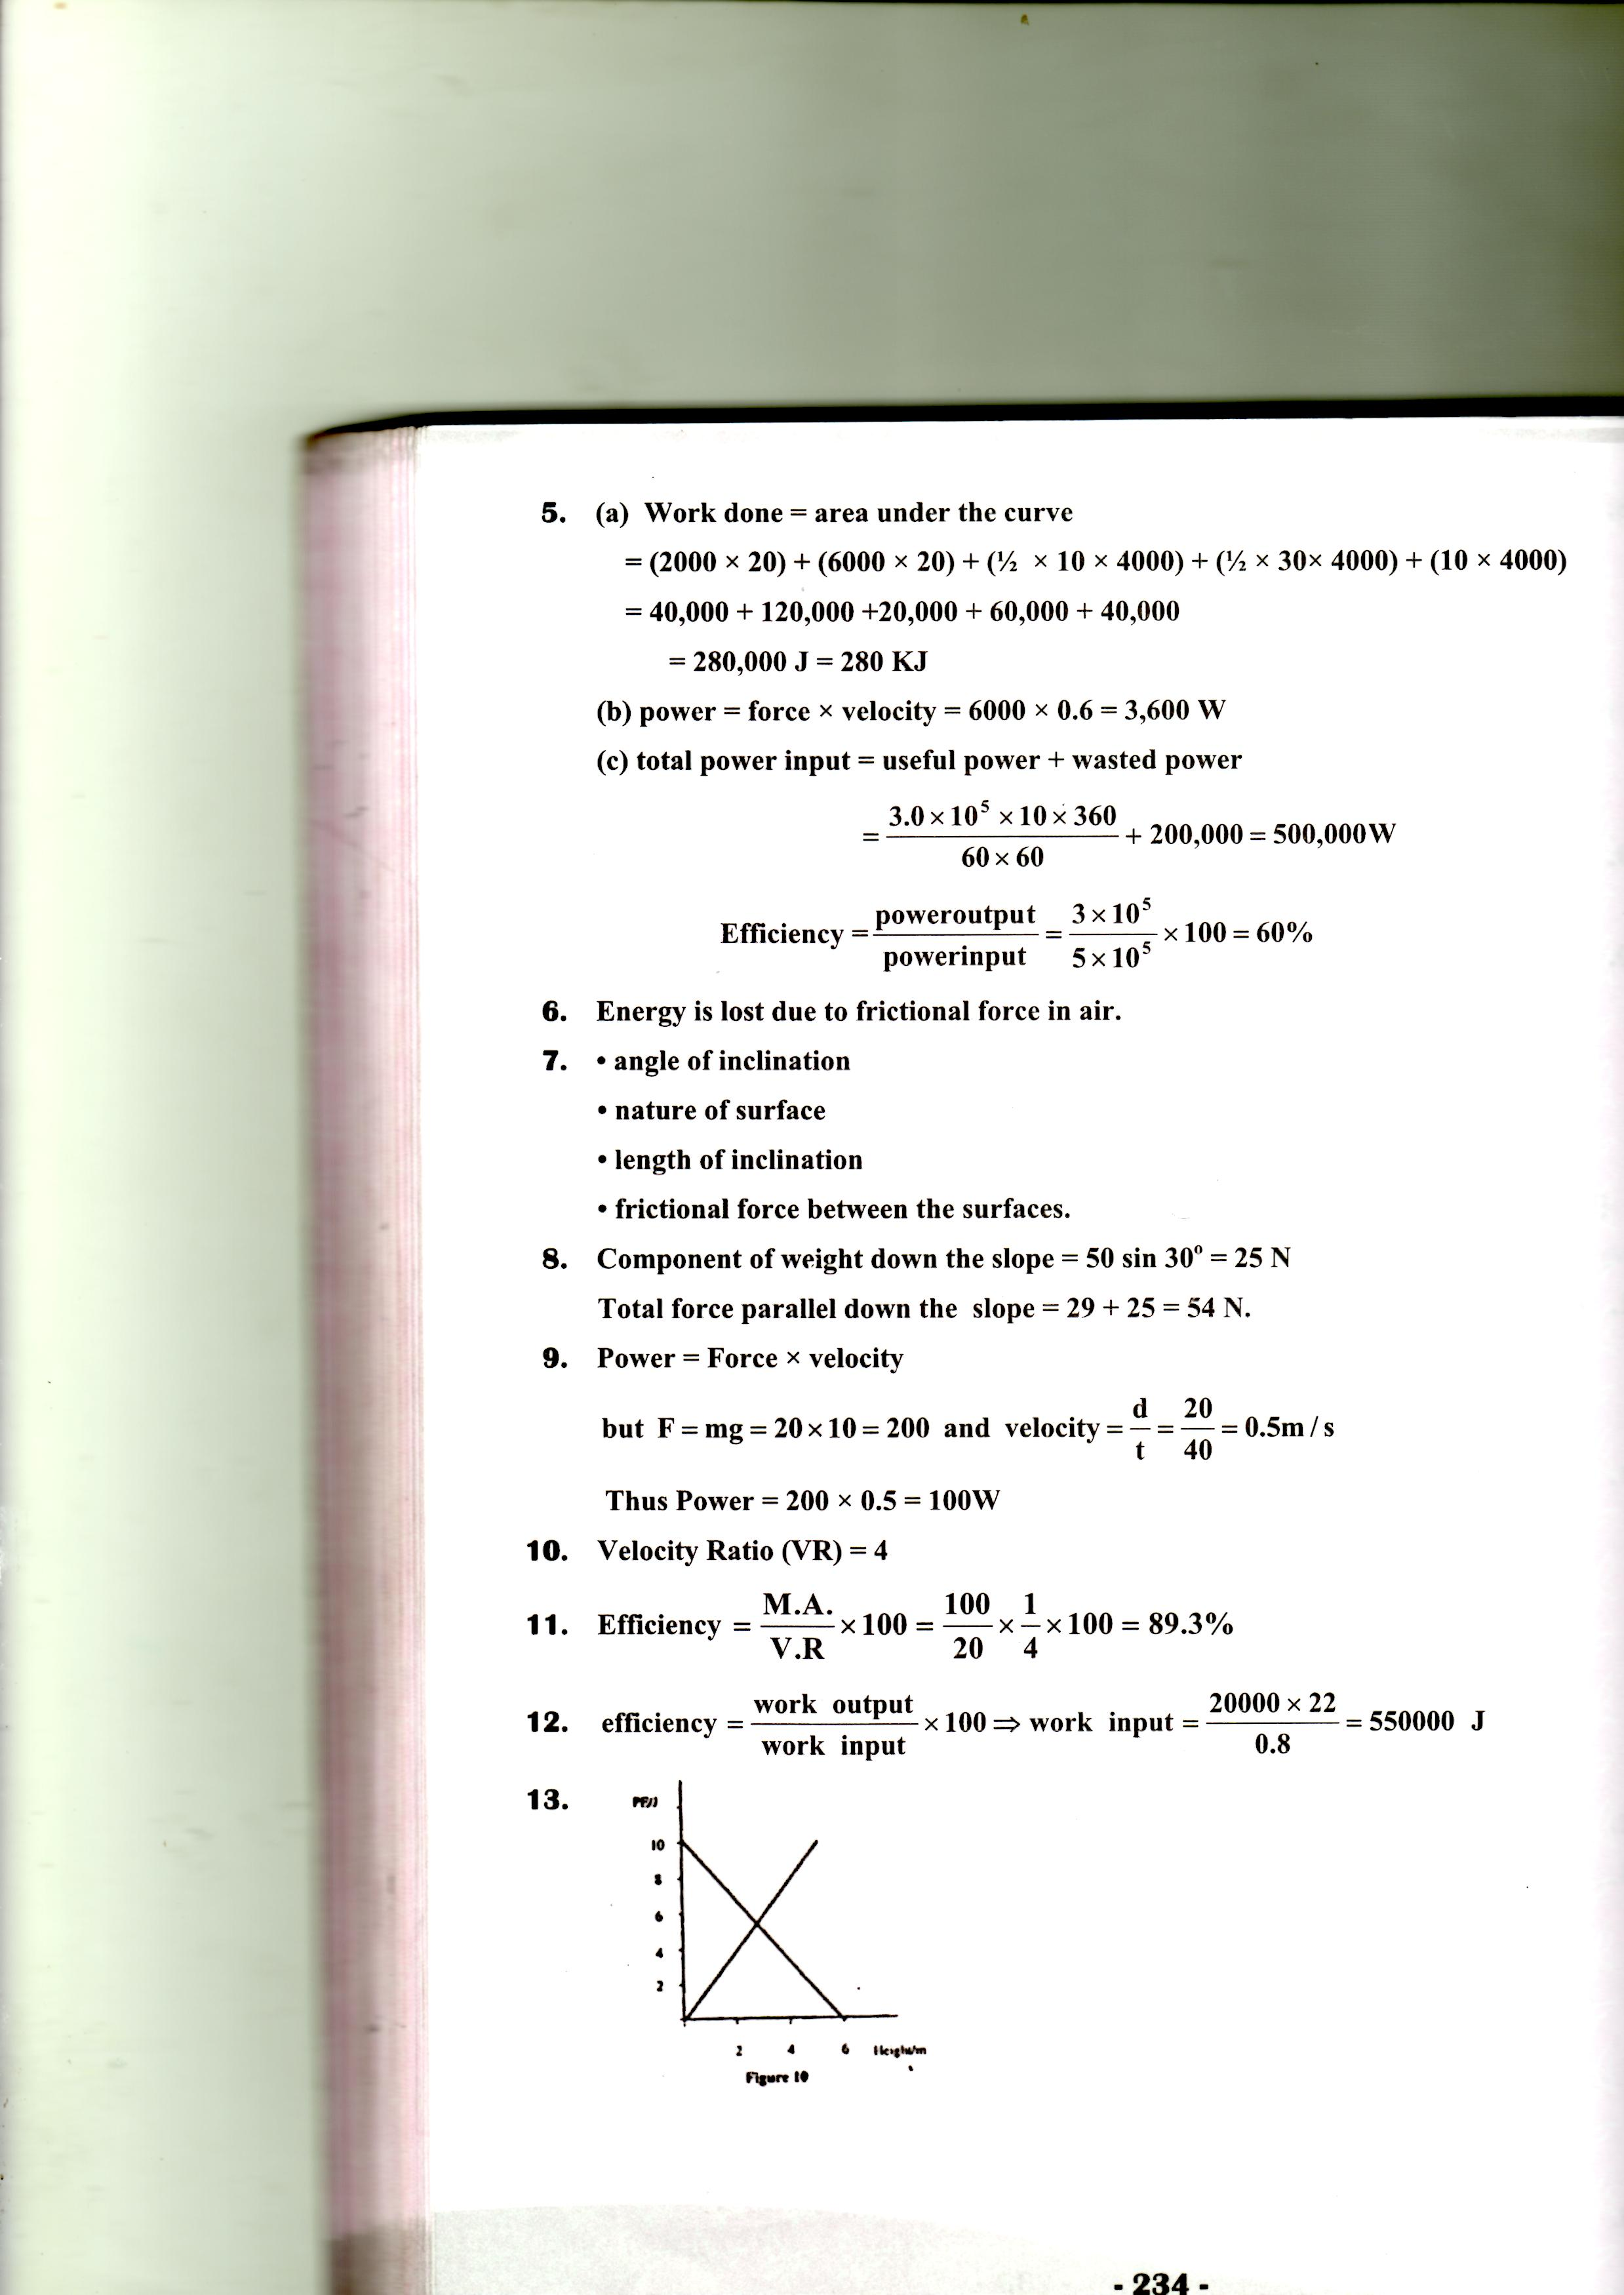 5. (a) Work done = area under the curve
= (2000 × 20) + (6000 × 20) + (½ × 10 × 4000) + (½ × 30× 4000) + (10 × 4000)
= 40,000 + 120,000 +20,000 + 60,000 + 40,000
= 280,000 J = 280 KJ
(b) power = force × velocity = 6000 × 0.6 = 3,600 W
(c) total power input = useful power + wasted power
= 3.0 × 10⁵ × 10 × 360 / 60 × 60 + 200,000 = 500,000W
Efficiency = poweroutput / powerinput = 3 × 10⁵ / 5 × 10⁵ × 100 = 60%
6. Energy is lost due to frictional force in air.
7. • angle of inclination
• nature of surface
• length of inclination
• frictional force between the surfaces.
8. Component of weight down the slope = 50 sin 30° = 25 N
Total force parallel down the slope = 29 + 25 = 54 N.
9. Power = Force × velocity
but F = mg = 20 × 10 = 200 and velocity = d / t = 20 / 40 = 0.5m / s
Thus Power = 200 × 0.5 = 100W
10. Velocity Ratio (VR) = 4
11. Efficiency = M.A. / V.R × 100 = 100 / 20 × 1 / 4 × 100 = 89.3%
12. efficiency = work output / work input × 100 ⇒ work input = 20000 × 22 / 0.8 = 550000 J
13. PE/J
10
8
6
4
2
2 4 6 Height/m
Figure 10
- 234 -